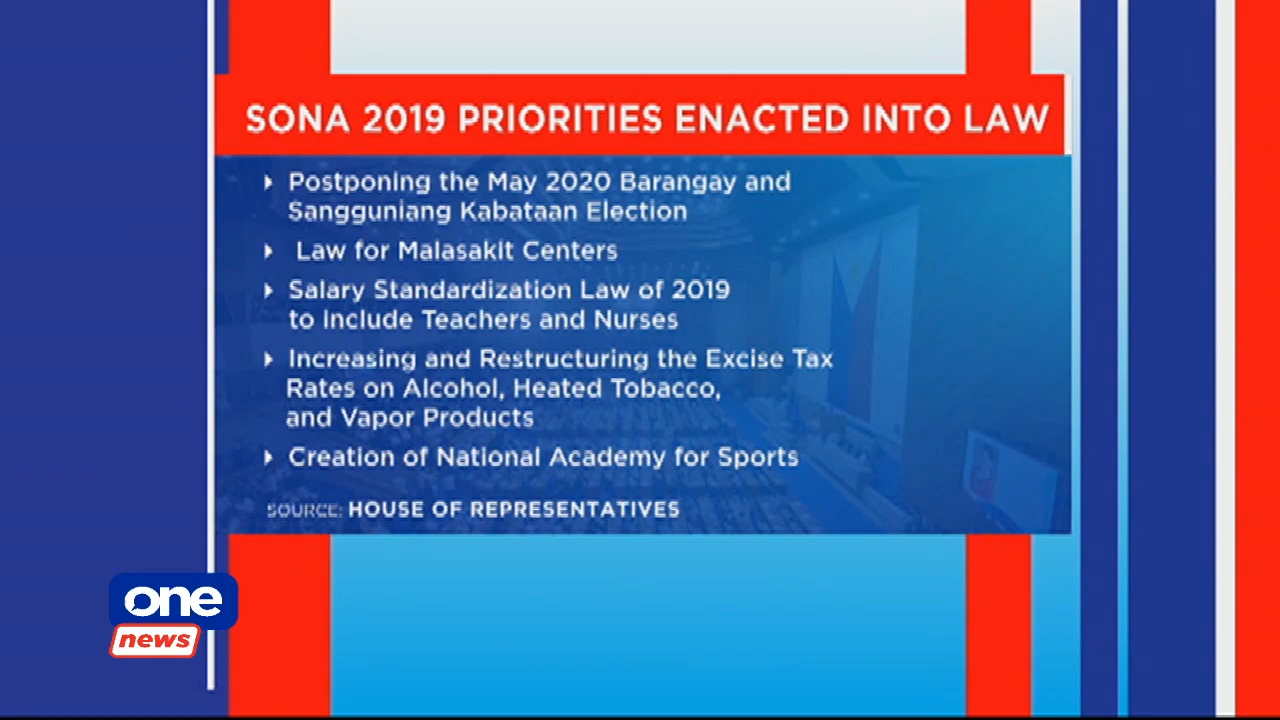 SONA 2019 PRIORITIES ENACTED INTO LAW
Postponing the May 2020 Barangay and
Sangguniang Kabataan Election
Law for Malasakit Centers
Salary Standardization Law of 2019
to Include Teachers and Nurses
Increasing and Restructuring the Excise Tax
Rates on Alcohol, Heated Tobacco,
and Vapor Products
Creation of National Academy for Sports
SOURCE: HOUSE OF REPRESENTATIVES
one
news